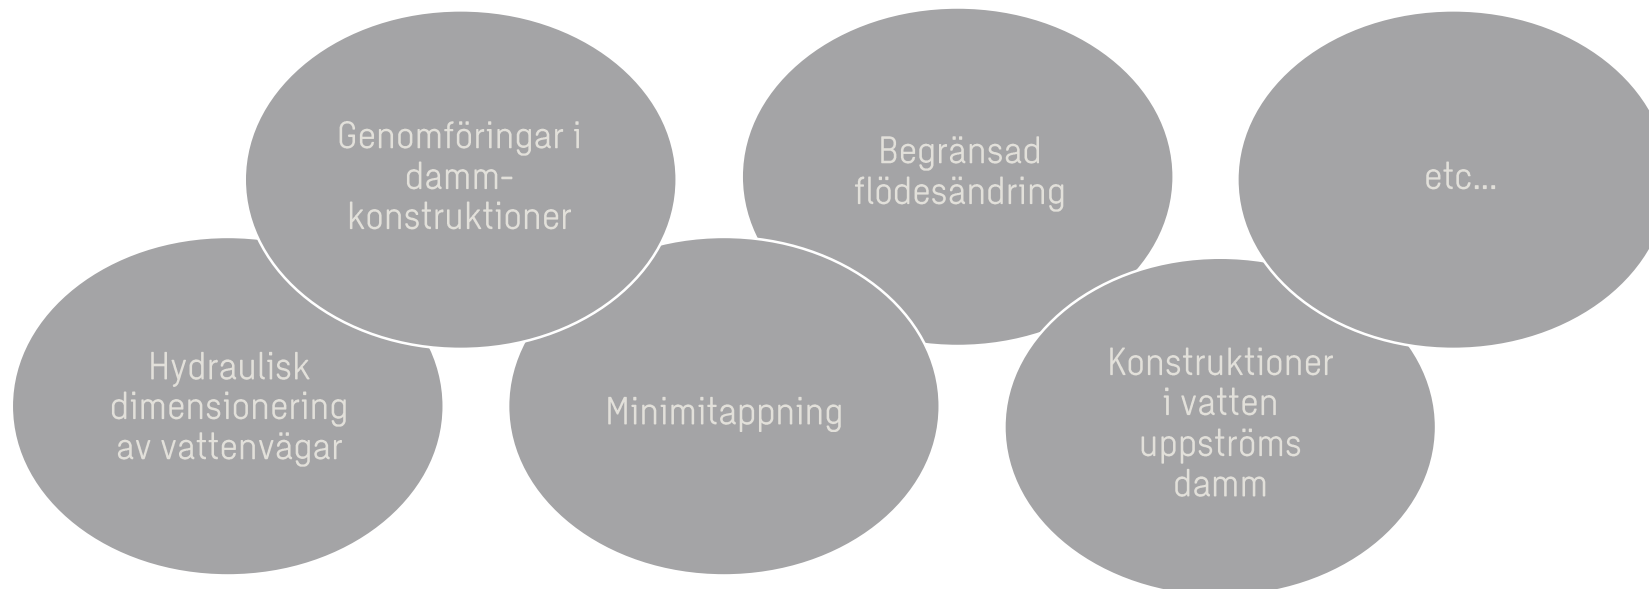 Genomföringar i
damm-
konstruktioner
Begränsad
flödesändring
etc...
Hydraulisk
dimensionering
av vattenvägar
Minimitappning
Konstruktioner
i vatten
uppströms
damm